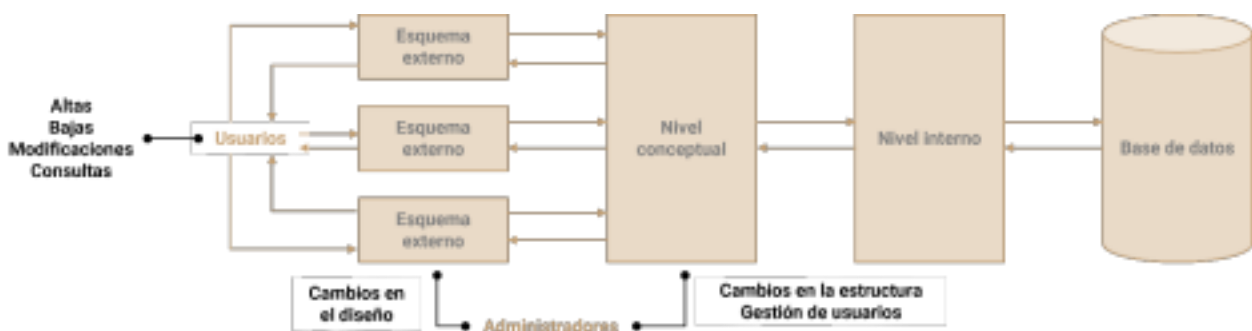 Altas
Bajas
Modificaciones
Consultas
Usuarios
Esquema
externo
Esquema
externo
Esquema
externo
Nivel
conceptual
Nivel interno
Base de datos
Cambios en
el diseño
Administradores
Cambios en la estructura
Gestión de usuarios